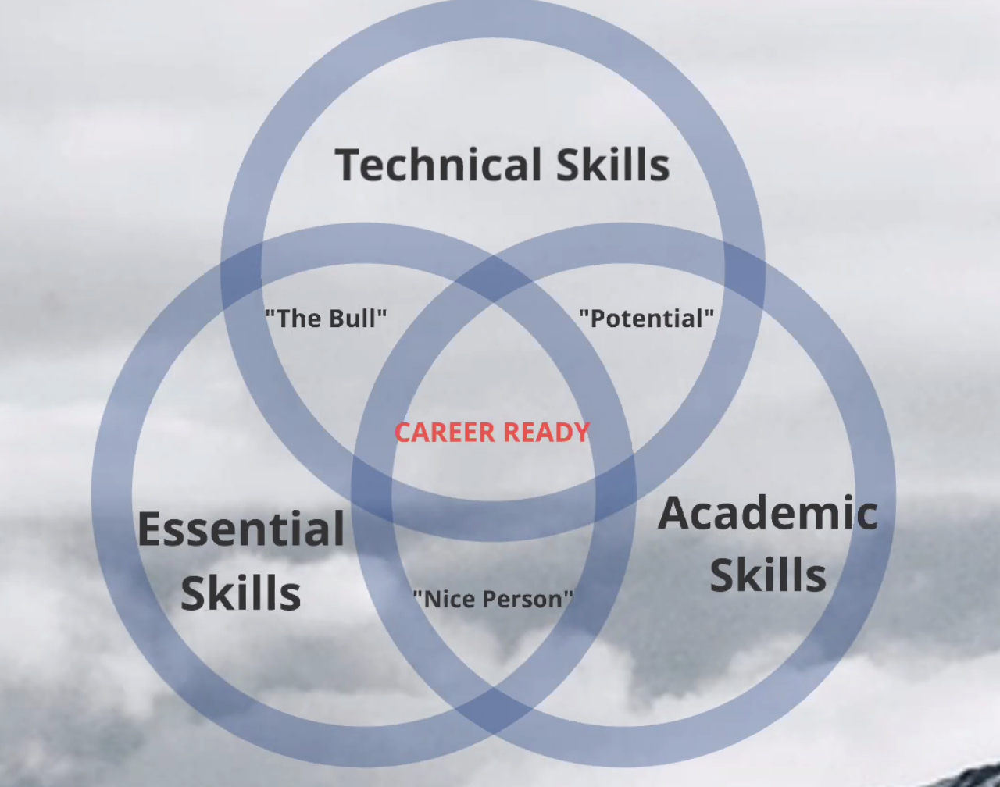 Technical Skills
"The Bull"
"Potential"
CAREER READY
Essential
Skills
Academic
Skills
"Nice Person"